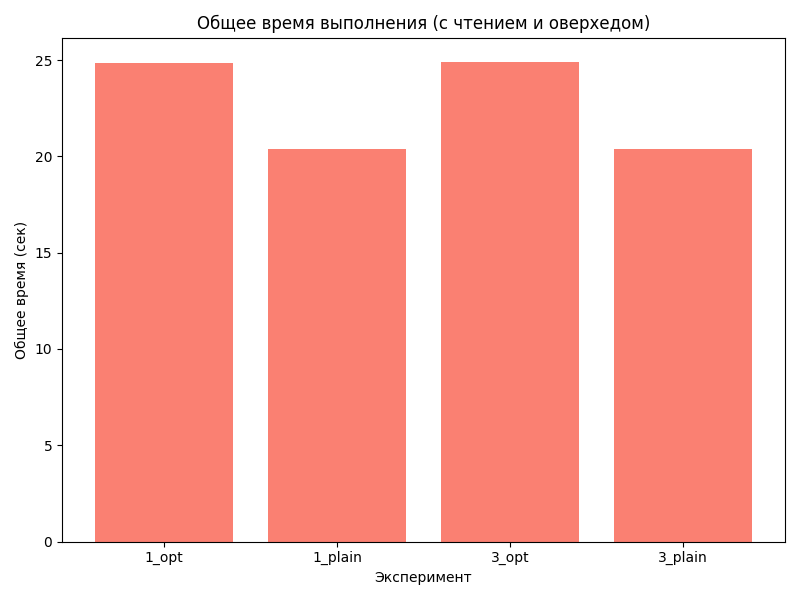 Общее время выполнения (с чтением и оверхедом)
Общее время (сек)
25
20
15
10
5
0
1_opt 1_plain 3_opt 3_plain
Эксперимент